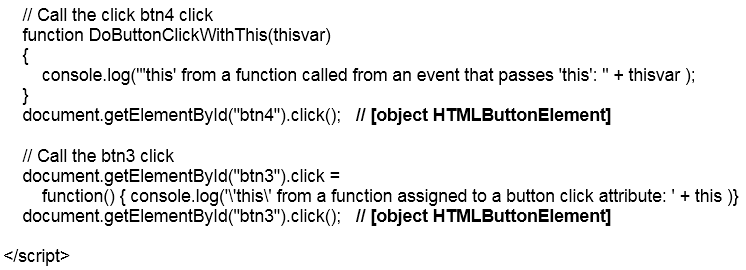 // Call the click btn4 click
function DoButtonClickWithThis(thisvar)
{
console.log("'this' from a function called from an event that passes 'this': " + thisvar );
}
document.getElementById("btn4").click(); // [object HTMLButtonElement]
// Call the btn3 click
document.getElementById("btn3").click =
function() { console.log('\'this\' from a function assigned to a button click attribute: ' + this )}
document.getElementById("btn3").click(); // [object HTMLButtonElement]
</script>